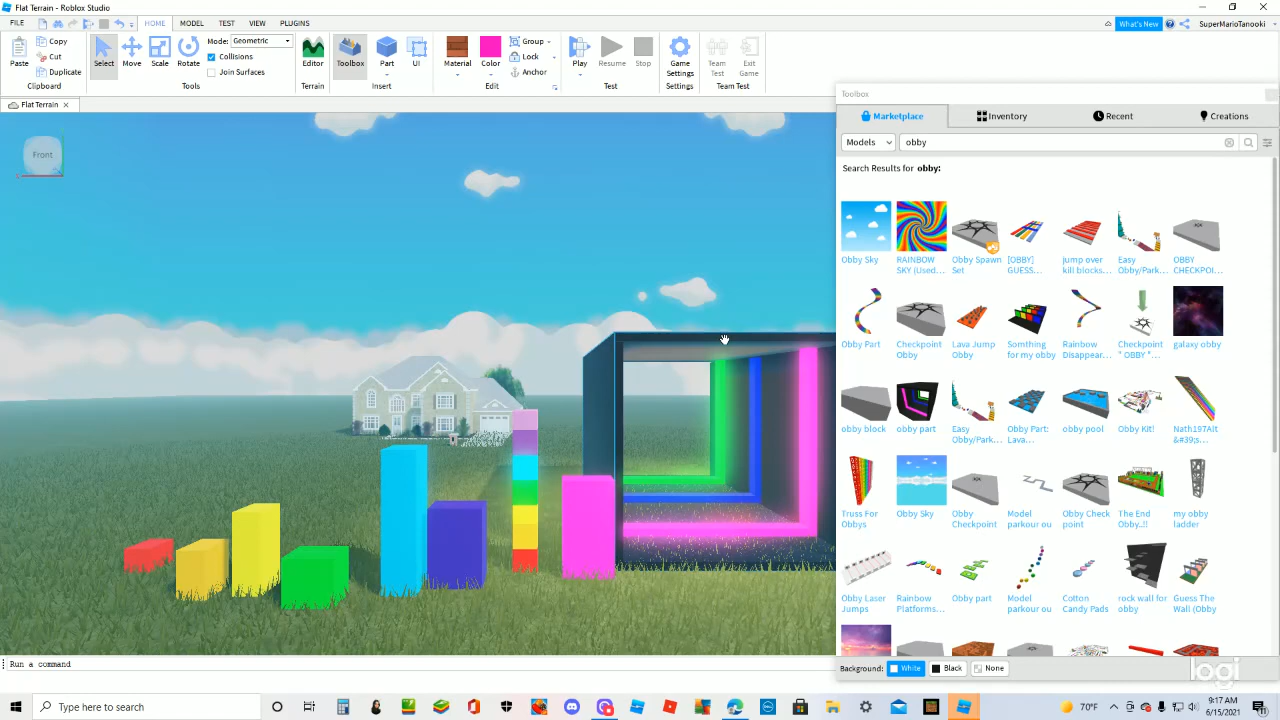 Flat Terrain - Roblox Studio
FILE HOME MODEL TEST VIEW PLUGINS What's New SuperMarioTanooki
Paste Copy Cut Duplicate Clipboard
Select Move Scale Rotate Mode: Geometric Collisions Join Surfaces Tools
Editor Terrain
Toolbox Part UI Insert
Material Color Group Lock Anchor Edit
Play Resume Stop Test
Game Settings Settings
Team Test Exit Game Team Test
Flat Terrain
Front
Toolbox
Marketplace Inventory Recent Creations
Models obby
Search Results for obby:
Obby Sky
RAINBOW SKY (Used...
Obby Spawn Set
[OBBY] GUESS...
jump over kill blocks...
Easy Obby/Park...
OBBY CHECKPOI...
Obby Part
Checkpoint Obby
Lava Jump Obby
Somthing for my obby
Rainbow Disappear...
Checkpoint " OBBY "...
galaxy obby
obby block
obby part
Easy Obby/Park...
Obby Part: Lava...
obby pool
Obby Kit!
Nath197Alt &#39;s...
Truss For Obbys
Obby Sky
Obby Checkpoint
Model parkour ou
Obby Check point
The End Obby..!!
my obby ladder
Obby Laser Jumps
Rainbow Platforms...
Obby part
Model parkour ou
Cotton Candy Pads
rock wall for obby
Guess The Wall (Obby
Run a command
Background: White Black None
logi
Type here to search
70°F
9:17 AM
6/15/2021